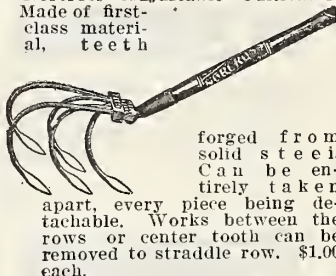 Made of first-
class materi-
al, teeth
NORCROSS
forged from
solid steel.
Can be en-
tirely taken
apart, every piece being de-
tachable. Works between the
rows or center tooth can be
removed to straddle row. $1.00
each.